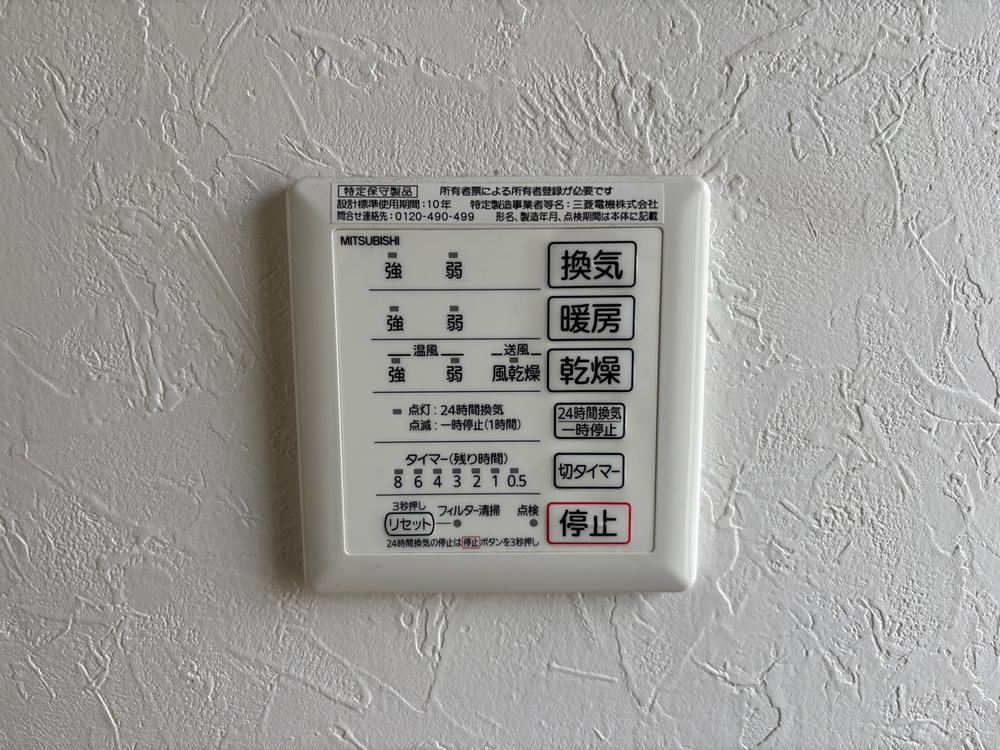 特定保守製品 所有者票による所有者登録が必要です
設計標準使用期間：10年 特定製造事業者等名：三菱電機株式会社
問合せ連絡先：0120-490-499 形名、製造年月、点検期間は本体に記載
MITSUBISHI
強 弱 換気
強 弱 暖房
温風 送風
強 弱 風乾燥 乾燥
点灯：24時間換気
点滅：一時停止(1時間)
24時間換気
一時停止
タイマー(残り時間)
8 6 4 3 2 1 0.5
切タイマー
3秒押し
リセット フィルター清掃 点検
停止
24時間換気の停止は停止ボタンを3秒押し